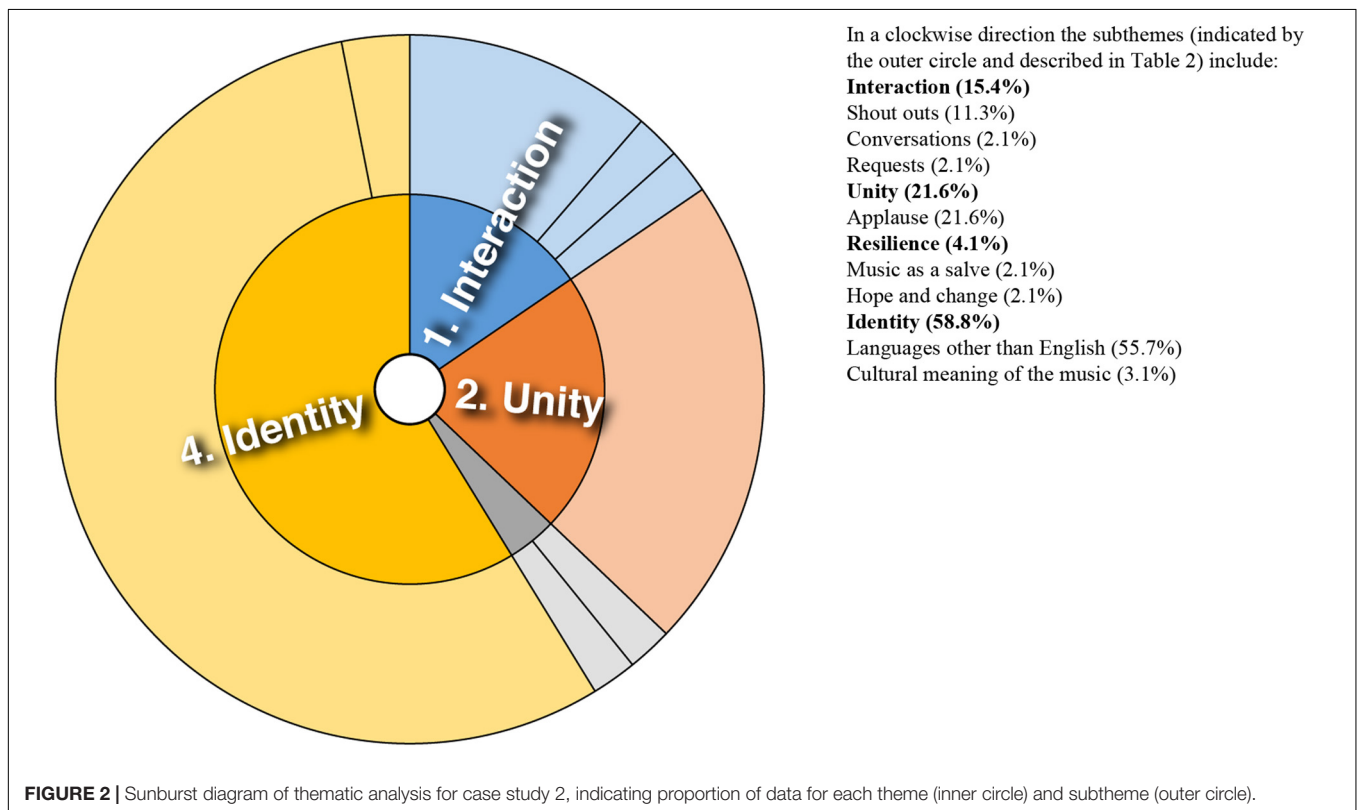 1. Interaction
2. Unity
4. Identity
In a clockwise direction the subthemes (indicated by
the outer circle and described in Table 2) include:
Interaction (15.4%)
Shout outs (11.3%)
Conversations (2.1%)
Requests (2.1%)
Unity (21.6%)
Applause (21.6%)
Resilience (4.1%)
Music as a salve (2.1%)
Hope and change (2.1%)
Identity (58.8%)
Languages other than English (55.7%)
Cultural meaning of the music (3.1%)
FIGURE 2 | Sunburst diagram of thematic analysis for case study 2, indicating proportion of data for each theme (inner circle) and subtheme (outer circle).